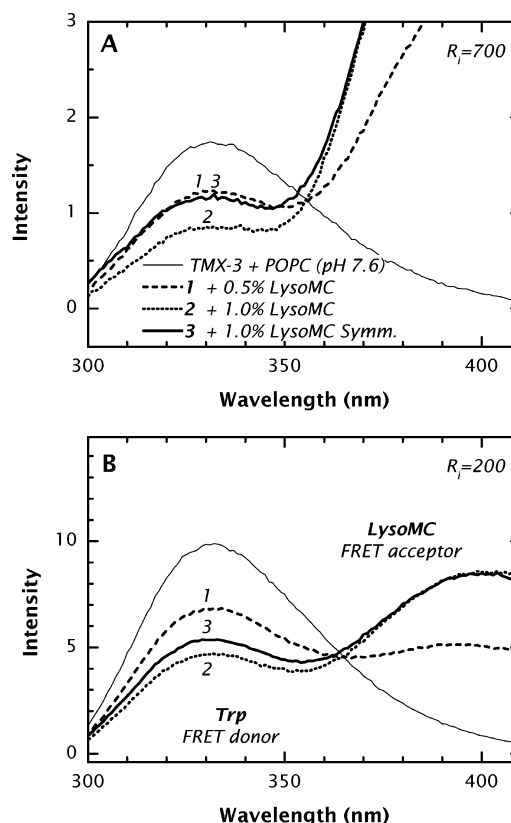 A
R_i=700
3
2
1
0
Intensity
1 3
2
TMX-3 + POPC (pH 7.6)
1 + 0.5% LysoMC
2 + 1.0% LysoMC
3 + 1.0% LysoMC Symm.
300 350 400
Wavelength (nm)
B
R_i=200
10
5
0
Intensity
LysoMC
FRET acceptor
1
3
2
Trp
FRET donor
300 350 400
Wavelength (nm)